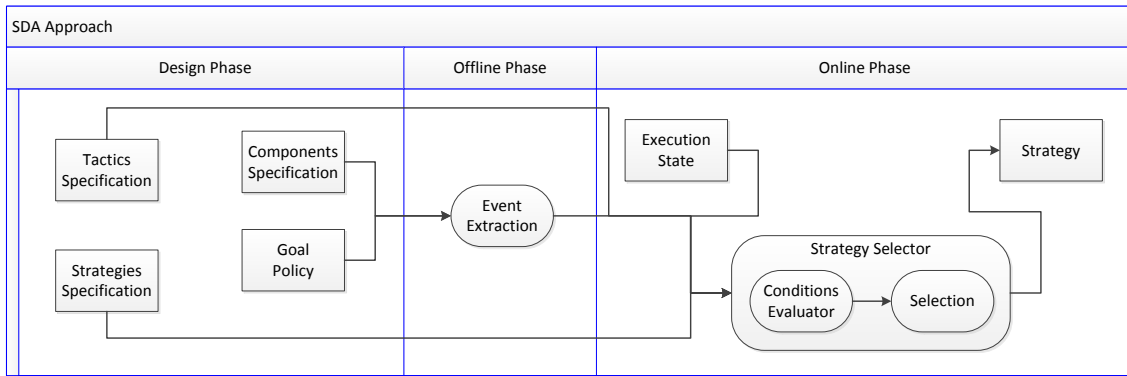 SDA Approach
Design Phase
Offline Phase
Online Phase
Tactics
Specification
Components
Specification
Execution
State
Strategy
Event
Extraction
Goal
Policy
Strategies
Specification
Strategy Selector
Conditions
Evaluator
Selection